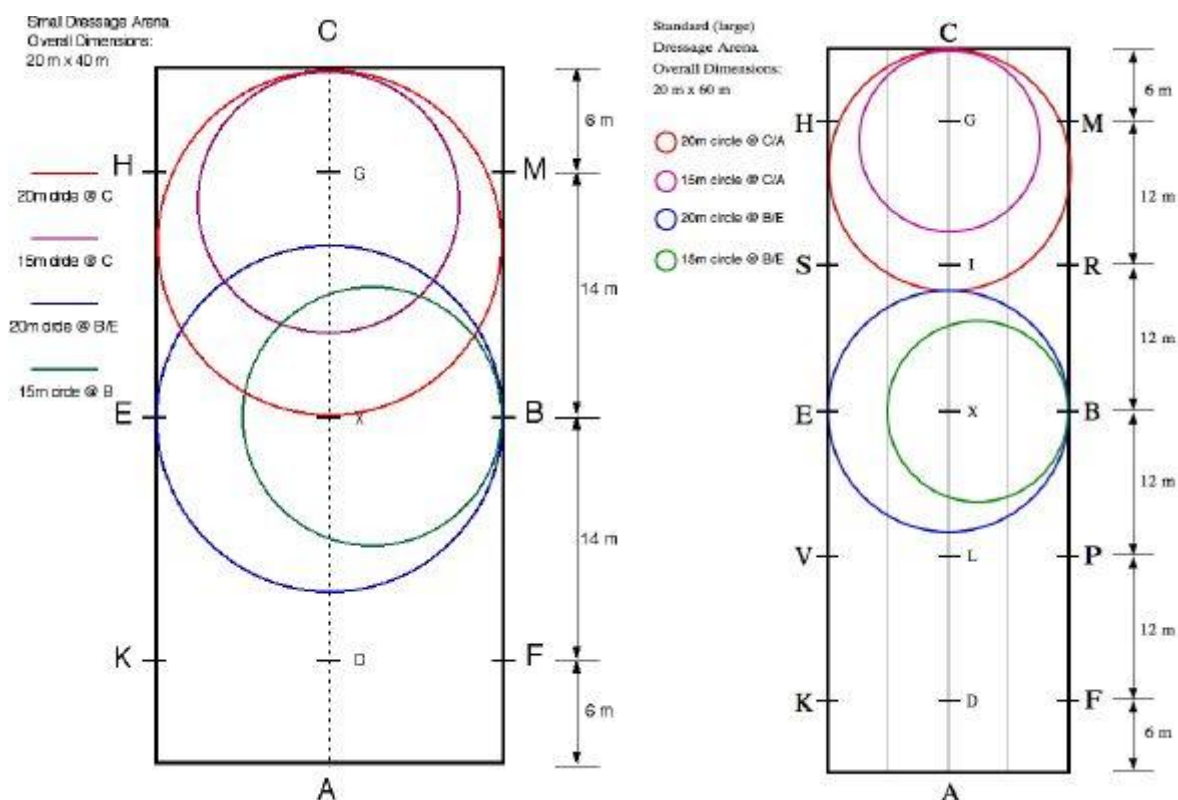 Small Dressage Arena
Overall Dimensions:
20 m x 40 m
C
6 m
H
G
M
20m circle @ C
15m circle @ C
14 m
20m circle @ B/E
15m circle @ B
E
X
B
14 m
K
D
F
6 m
A
Standard (large)
Dressage Arena
Overall Dimensions:
20 m x 60 m
C
6 m
H
G
M
20m circle @ C/A
15m circle @ C/A
12 m
20m circle @ B/E
15m circle @ B/E
S
I
R
12 m
E
X
B
12 m
V
L
P
12 m
K
D
F
6 m
A